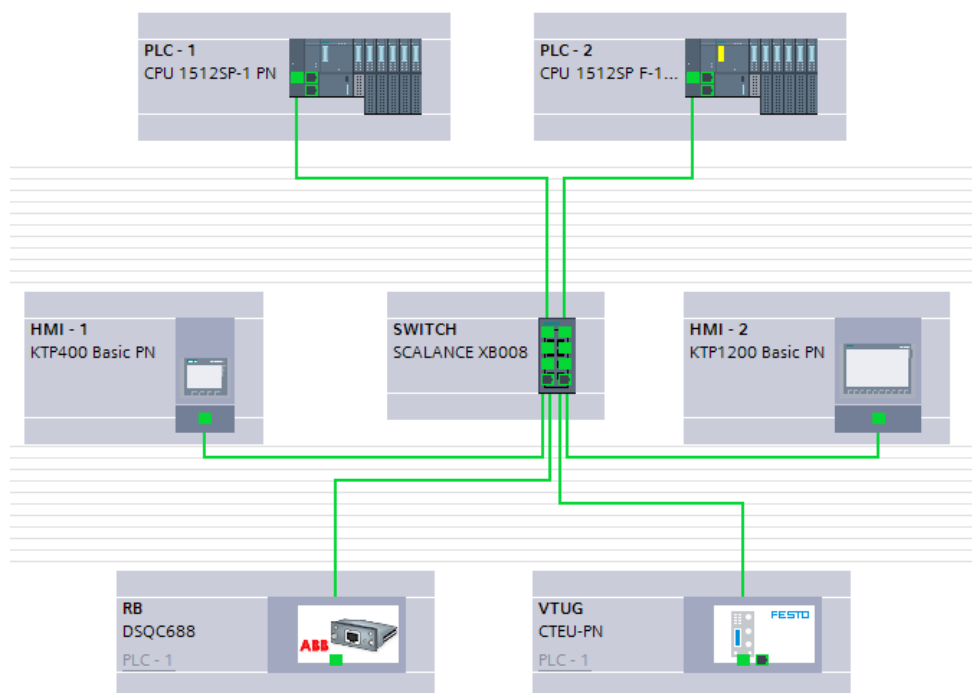 PLC - 1
CPU 1512SP-1 PN
PLC - 2
CPU 1512SP F-1...
HMI - 1
KTP400 Basic PN
SWITCH
SCALANCE XB008
HMI - 2
KTP1200 Basic PN
RB
DSQC688
PLC - 1
ABB
VTUG
CTEU-PN
PLC - 1
FESTO